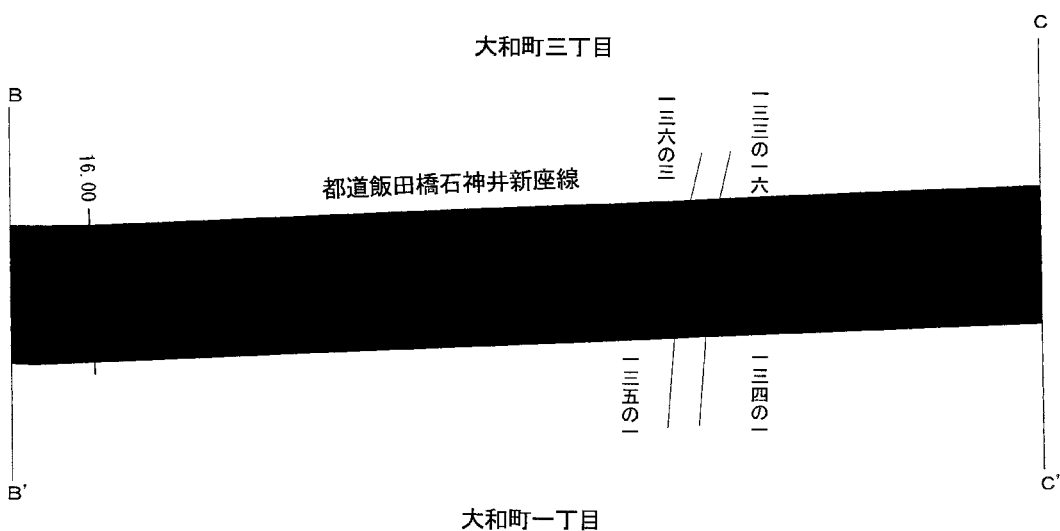 大和町三丁目
C
B
一三六の三
一三三の一六
16.00
都道飯田橋石神井新座線
一三五の一
一三四の一
B'
C'
大和町一丁目